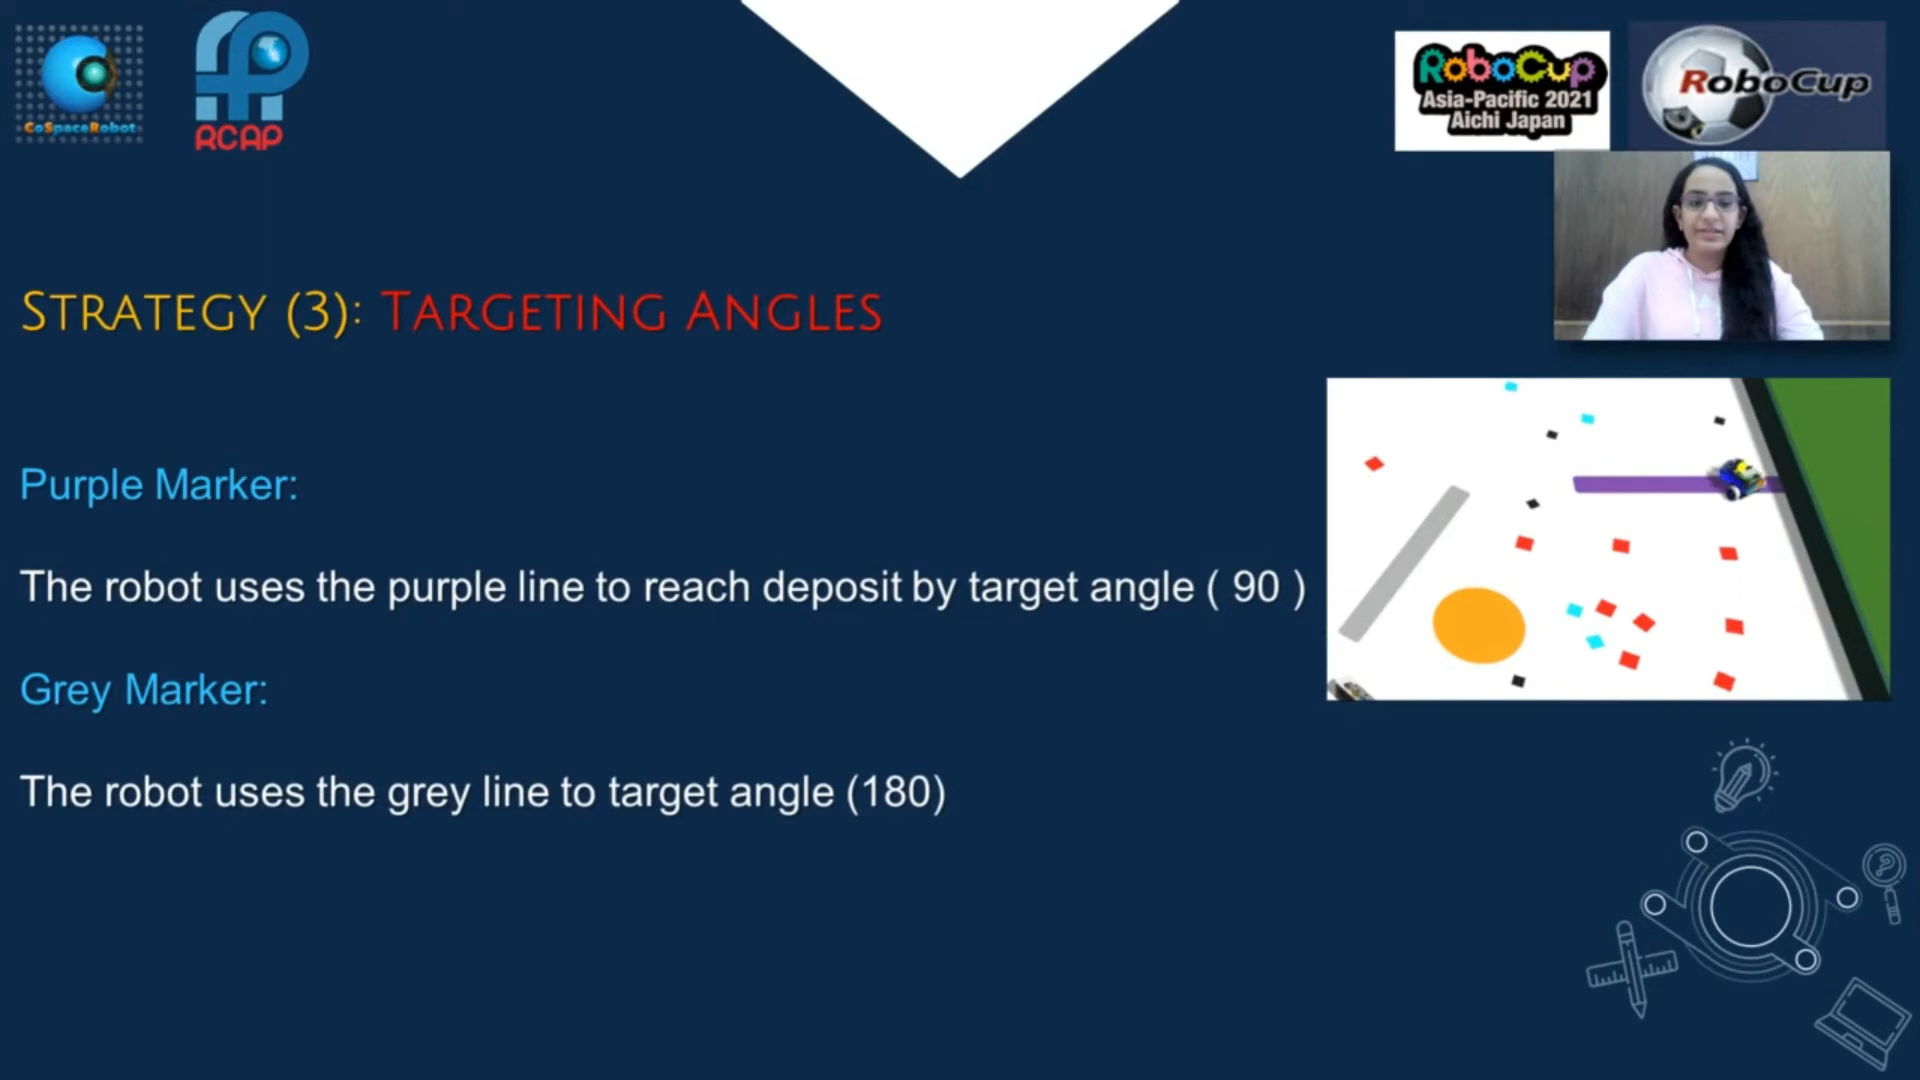 CoSpaceRobot
RCAP
RoboCup
Asia-Pacific 2021
Aichi Japan
RoboCup
STRATEGY (3): TARGETING ANGLES
Purple Marker:
The robot uses the purple line to reach deposit by target angle ( 90 )
Grey Marker:
The robot uses the grey line to target angle (180)